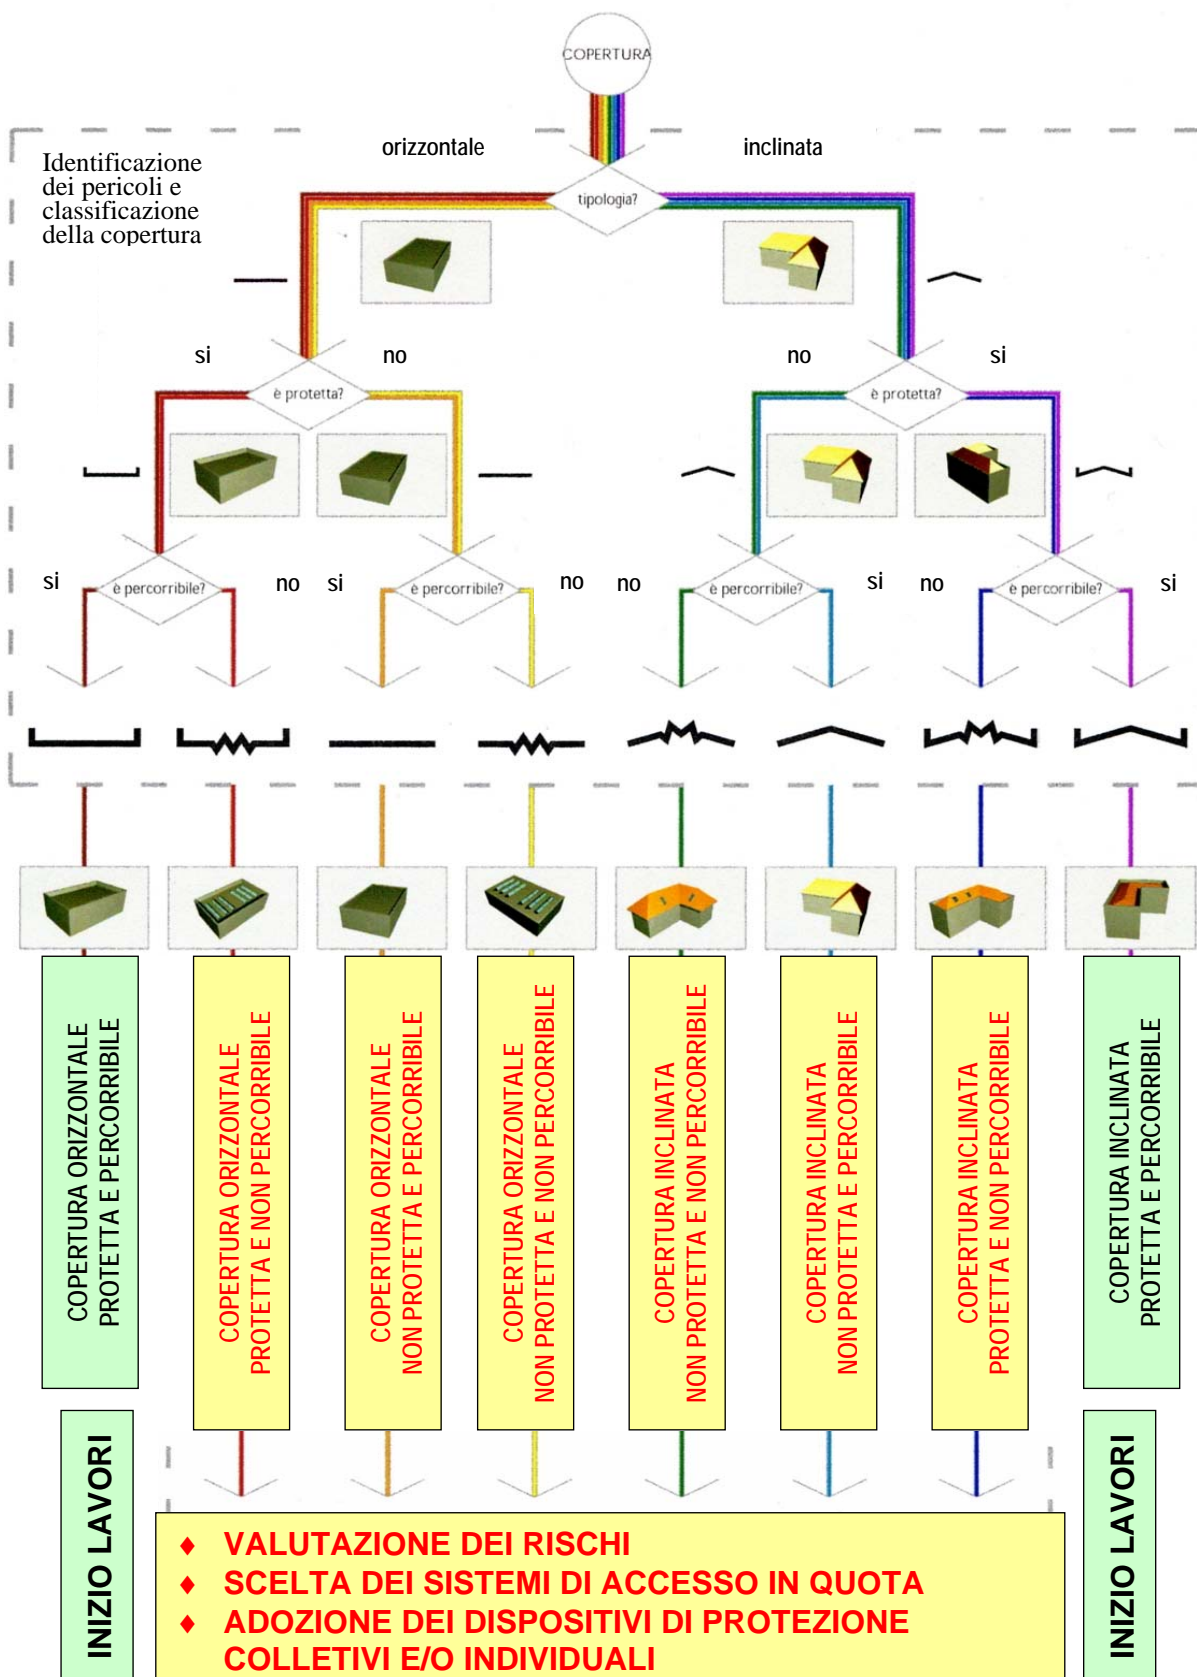 COPERTURA
orizzontale
inclinata
Identificazione
dei pericoli e
classificazione
della copertura
tipologia?
si
no
no
si
è protetta?
è protetta?
si
è percorribile?
no
si
è percorribile?
no
no
è percorribile?
si
no
è percorribile?
si
COPERTURA ORIZZONTALE
PROTETTA E PERCORRIBILE
COPERTURA ORIZZONTALE
PROTETTA E NON PERCORRIBILE
COPERTURA ORIZZONTALE
NON PROTETTA E PERCORRIBILE
COPERTURA ORIZZONTALE
NON PROTETTA E NON PERCORRIBILE
COPERTURA INCLINATA
NON PROTETTA E NON PERCORRIBILE
COPERTURA INCLINATA
NON PROTETTA E PERCORRIBILE
COPERTURA INCLINATA
PROTETTA E NON PERCORRIBILE
COPERTURA INCLINATA
PROTETTA E PERCORRIBILE
INIZIO LAVORI
♦ VALUTAZIONE DEI RISCHI
♦ SCELTA DEI SISTEMI DI ACCESSO IN QUOTA
♦ ADOZIONE DEI DISPOSITIVI DI PROTEZIONE
COLLETIVI E/O INDIVIDUALI
INIZIO LAVORI